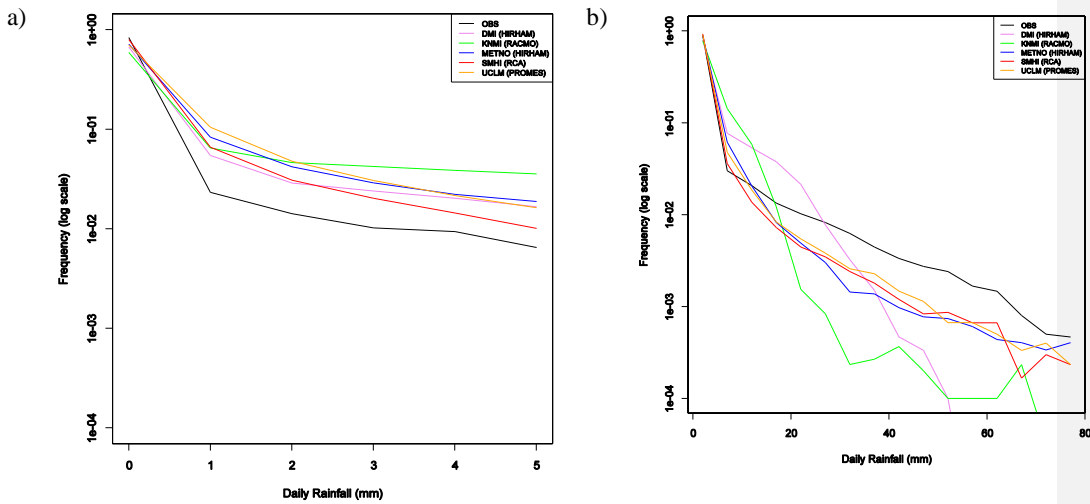 a)
1e+00
1e-01
1e-02
1e-03
1e-04
Frequency (log scale)
0 1 2 3 4 5
Daily Rainfall (mm)
OBS
DMI (HIRHAM)
KNMI (RACMO)
METNO (HIRHAM)
SMHI (RCA)
UCLM (PROMES)
b)
1e+00
1e-01
1e-02
1e-03
1e-04
Frequency (log scale)
0 20 40 60 80
Daily Rainfall (mm)
OBS
DMI (HIRHAM)
KNMI (RACMO)
METNO (HIRHAM)
SMHI (RCA)
UCLM (PROMES)